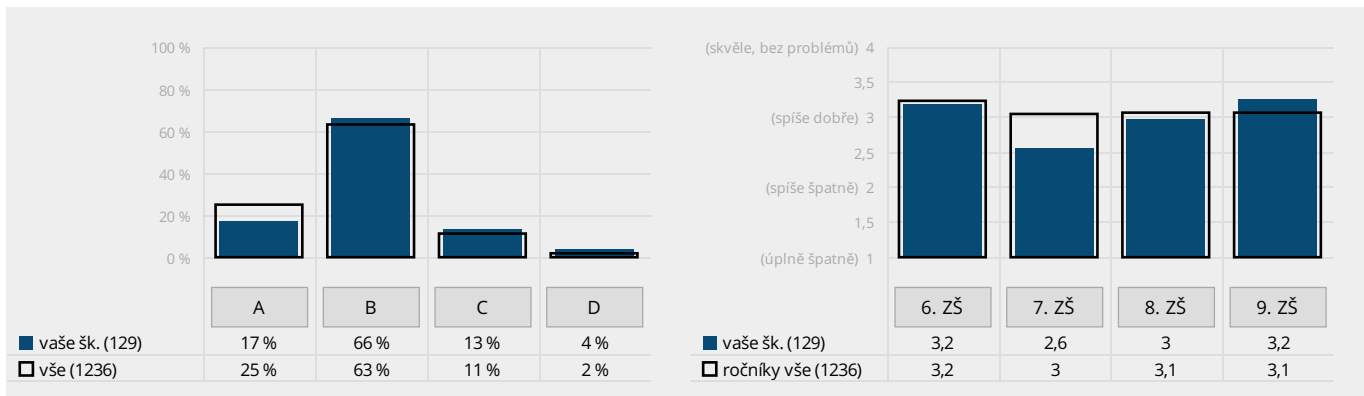 100 %
80 %
60 %
40 %
20 %
0 %
A B C D
vaše šk. (129) 17 % 66 % 13 % 4 %
vše (1236) 25 % 63 % 11 % 2 %
(skvěle, bez problémů) 4
3,5
(spíše dobře) 3
2,5
(spíše špatně) 2
1,5
(úplně špatně) 1
6. ZŠ 7. ZŠ 8. ZŠ 9. ZŠ
vaše šk. (129) 3,2 2,6 3 3,2
ročníky vše (1236) 3,2 3 3,1 3,1